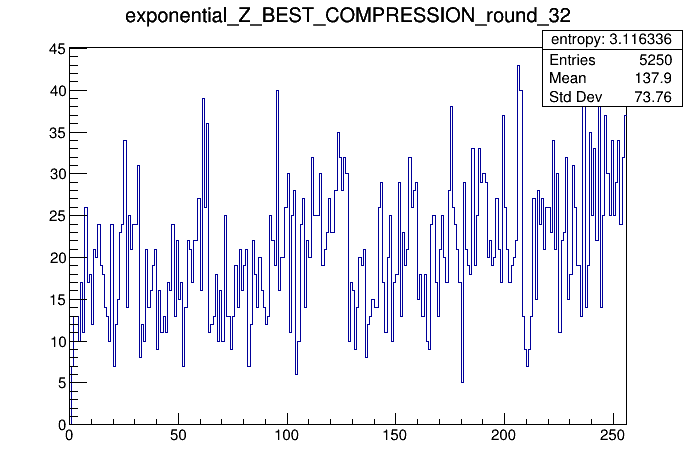 exponential_Z_BEST_COMPRESSION_round_32
entropy: 3.116336
Entries 5250
Mean 137.9
Std Dev 73.76
45
40
35
30
25
20
15
10
5
0
0 50 100 150 200 250